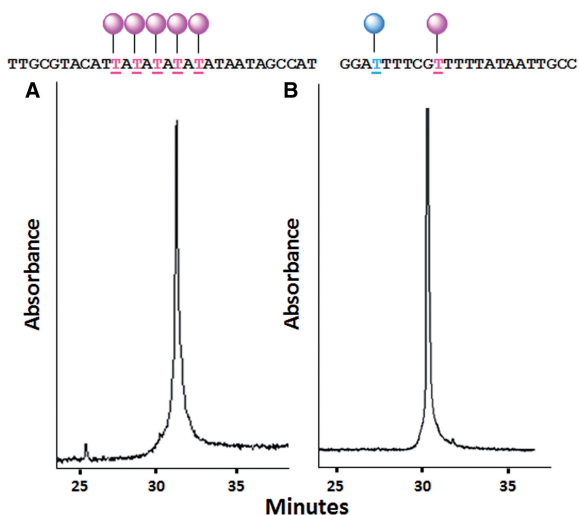 TTGCGTACATTATATATATATAATAGCCAT
GGATTTTCGTTTTTATAATTGCC
A
B
Absorbance
Absorbance
25 30 35
25 30 35
Minutes